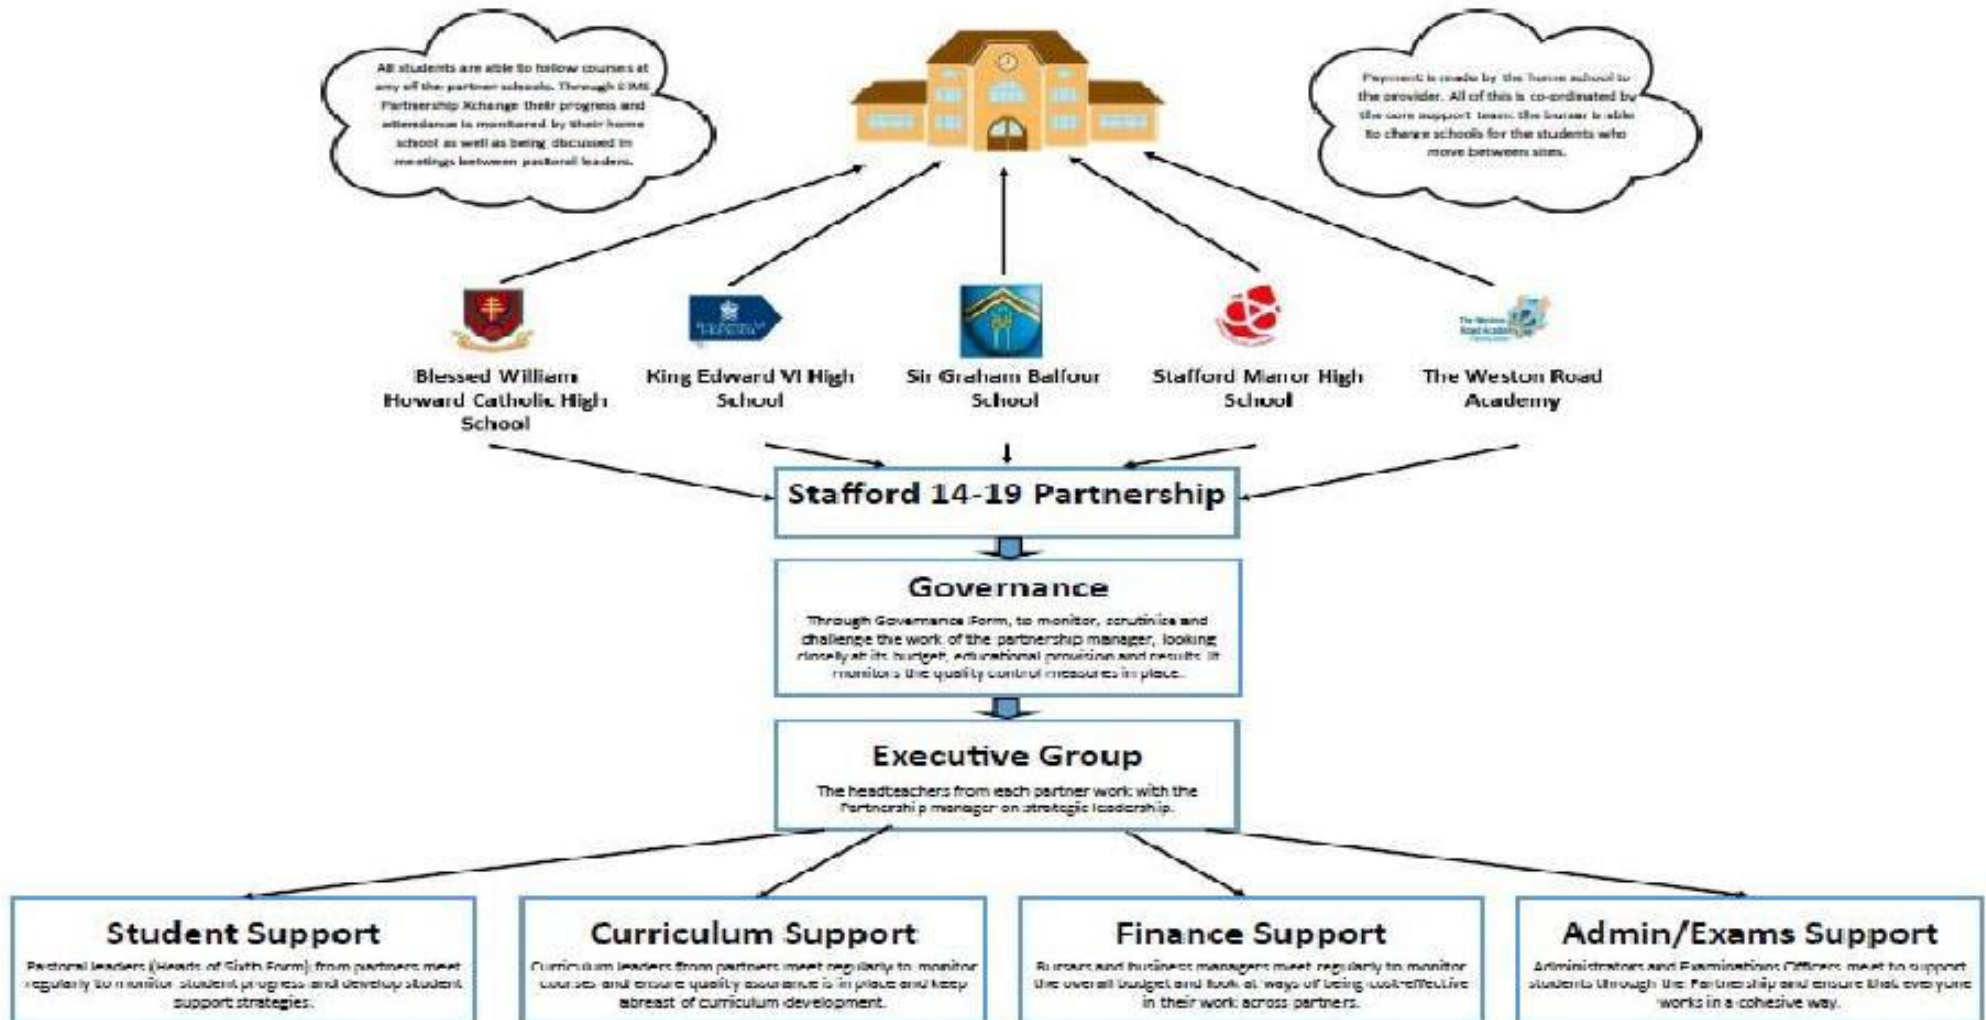 All students are able to follow courses at
any of the partner schools. Through SIMS
Partnership Xchange their progress and
attendance is monitored by their home
school as well as being discussed in
meetings between pastoral leaders.
Payment is made by the home school to
the provider. All of this is co-ordinated by
the core support team: the bursar is able
to charge schools for the students who
move between sites.
The Weston
Road Academy
Blessed William
Howard Catholic High
School
King Edward VI High
School
Sir Graham Balfour
School
Stafford Manor High
School
The Weston Road
Academy
Stafford 14-19 Partnership
Governance
Through Governance Form, to monitor, scrutinise and
challenge the work of the partnership manager, looking
closely at its budget, educational provision and results. It
monitors the quality control measures in place.
Executive Group
The headteachers from each partner work with the
Partnership manager on strategic leadership.
Student Support
Pastoral leaders (Heads of Sixth Form) from partners meet
regularly to monitor student progress and develop student
support strategies.
Curriculum Support
Curriculum leaders from partners meet regularly to monitor
courses and ensure quality assurance is in place and keep
abreast of curriculum development.
Finance Support
Bursars and business managers meet regularly to monitor
the overall budget and look at ways of being cost-effective
in their work across partners.
Admin/Exams Support
Administrators and Examinations Officers meet to support
students through the Partnership and ensure that everyone
works in a cohesive way.